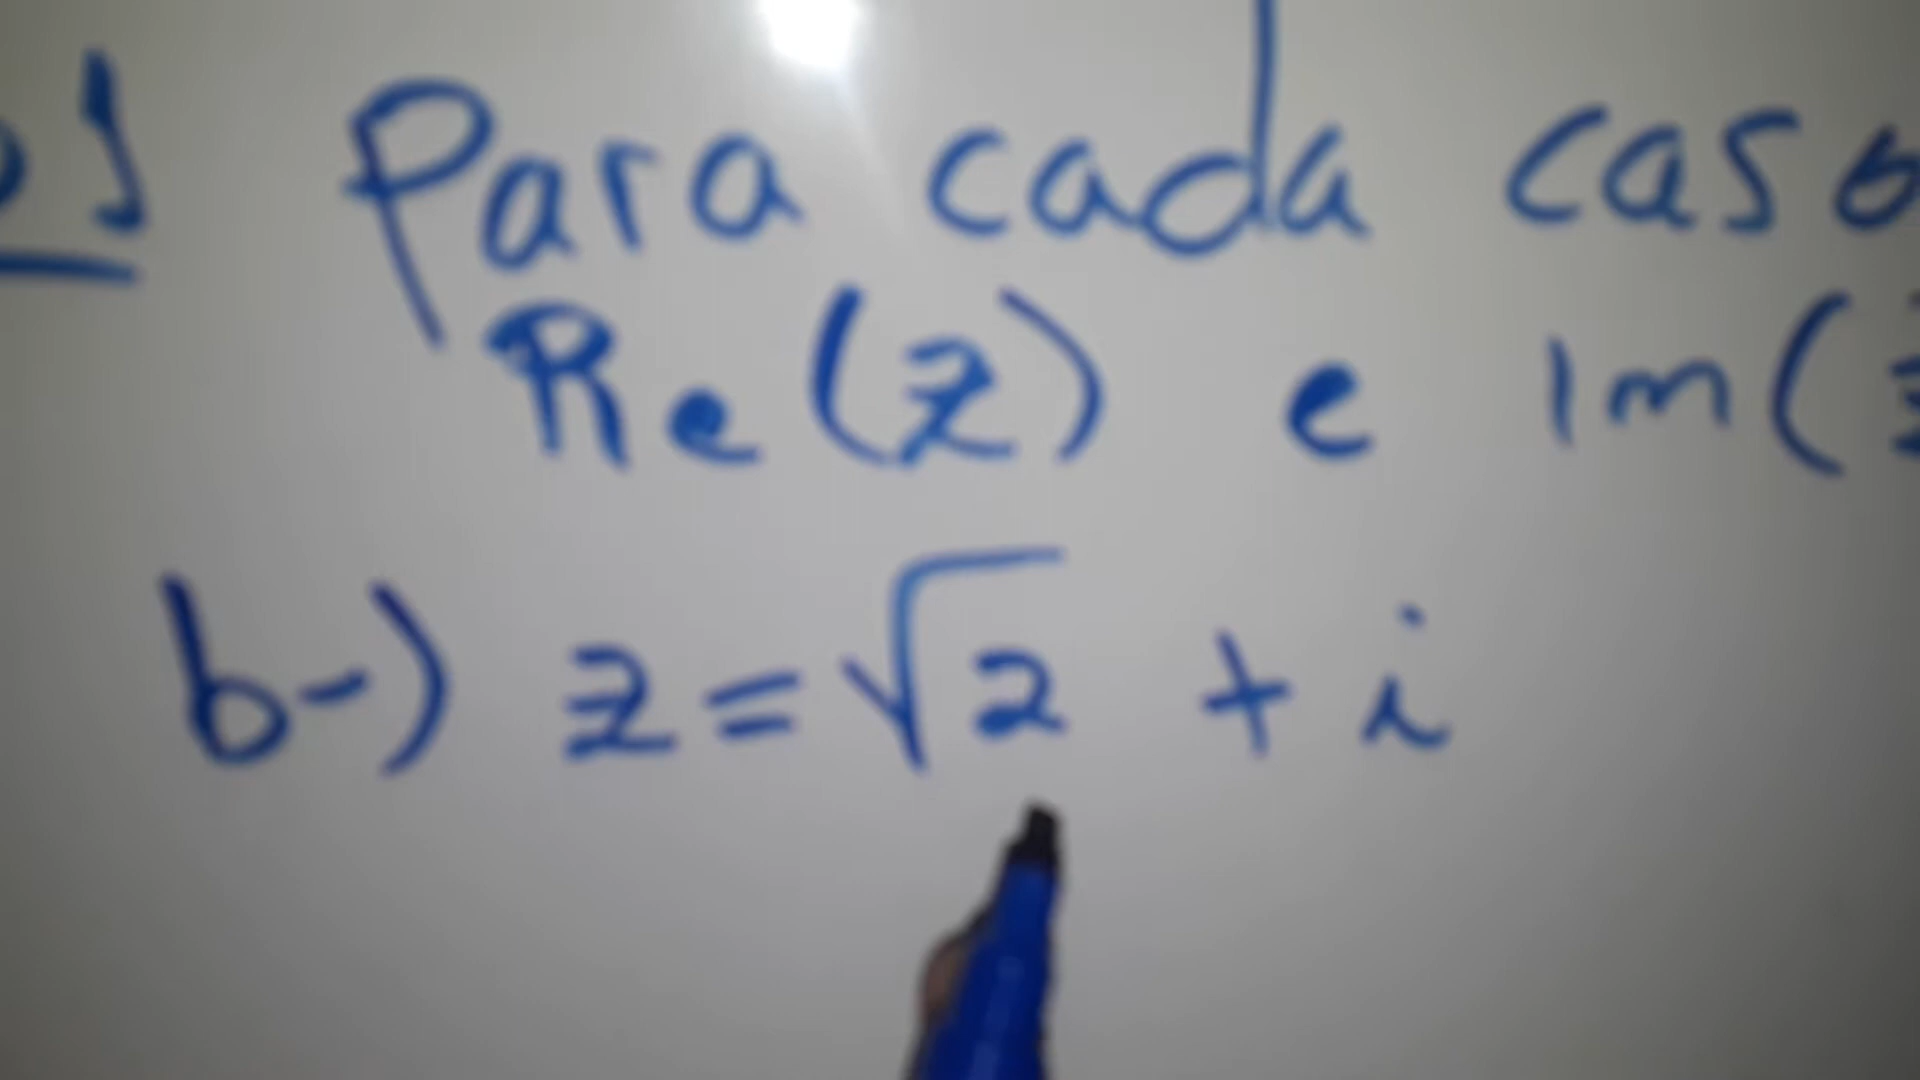 Para cada caso
Re(z) e Im(z
b-) z = √2 + i